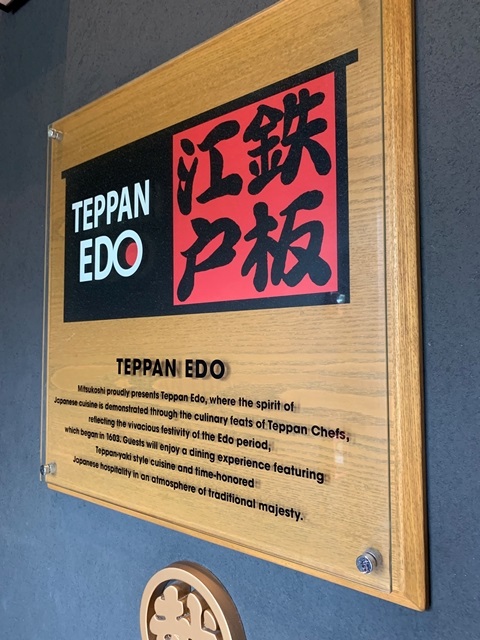 TEPPAN
EDO
鉄板
江戸
TEPPAN EDO
Mitsukoshi proudly presents Teppan Edo, where the spirit of
Japanese cuisine is demonstrated through the culinary feats of Teppan Chefs,
reflecting the vivacious festivity of the Edo period,
which began in 1603. Guests will enjoy a dining experience featuring
Teppan-yaki style cuisine and time-honored
Japanese hospitality in an atmosphere of traditional majesty.